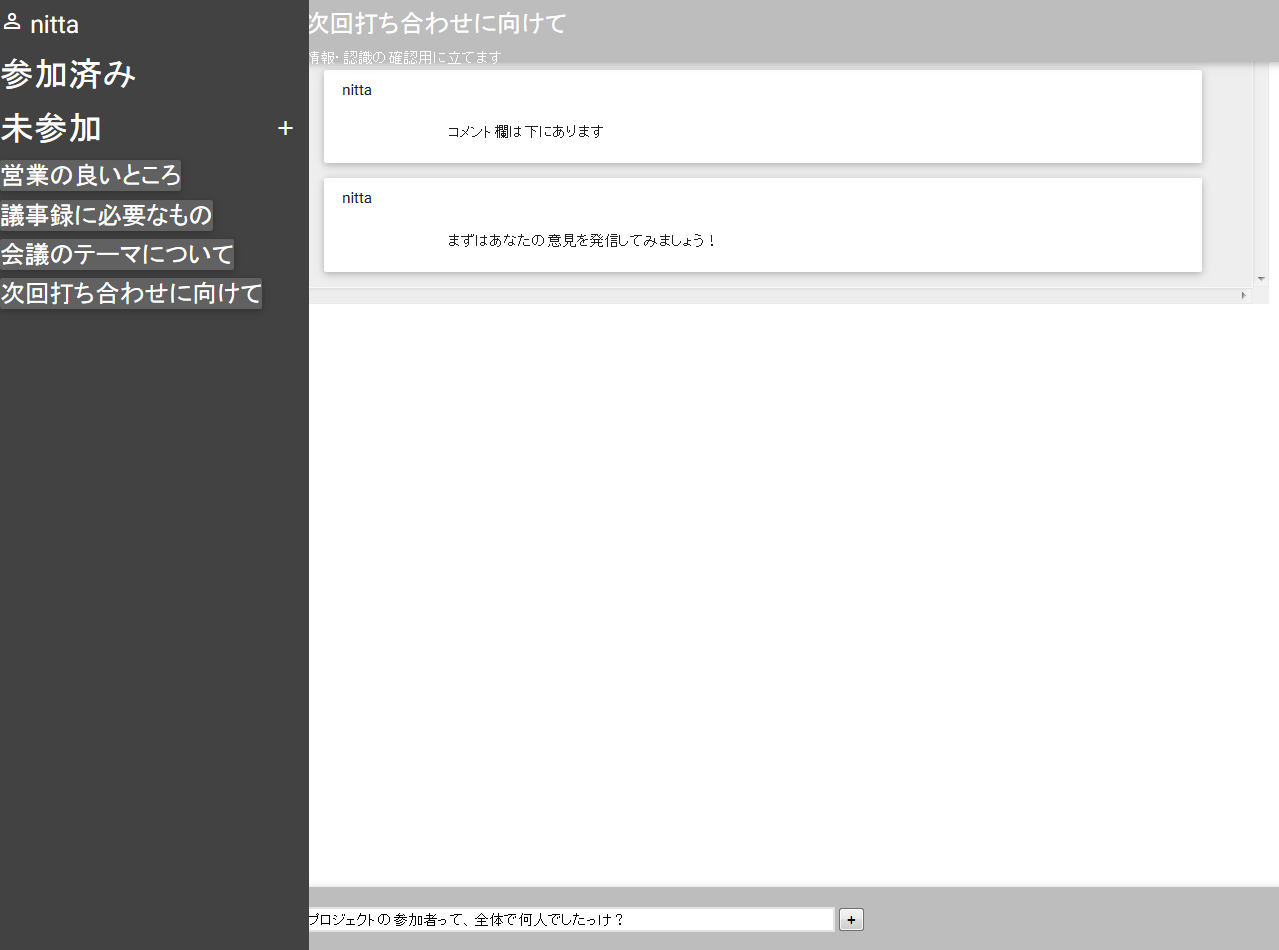 nitta
参加済み
未参加 +
営業の良いところ
議事録に必要なもの
会議のテーマについて
次回打ち合わせに向けて
次回打ち合わせに向けて
情報・認識の確認用に立てます
nitta
コメント欄は下にあります
nitta
まずはあなたの意見を発信してみましょう！
プロジェクトの参加者って、全体で何人でしたっけ？ +